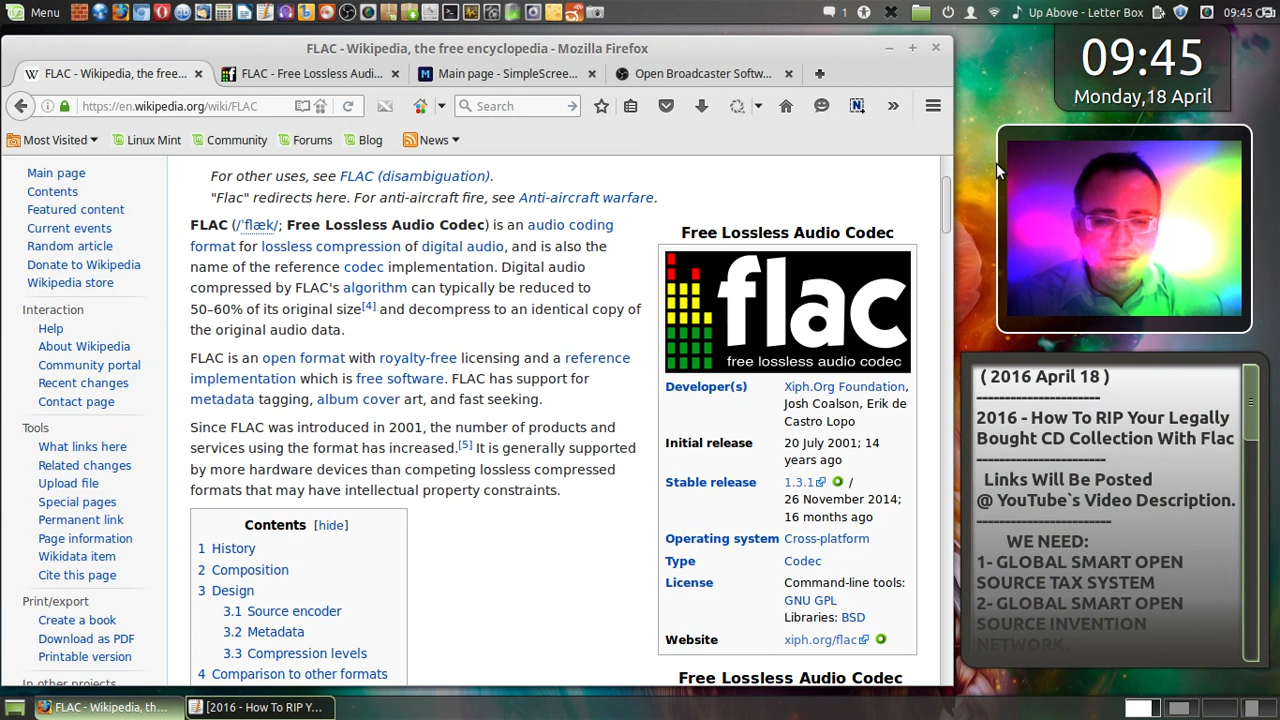 Menu
1
Up Above - Letter Box
09:45
FLAC - Wikipedia, the free encyclopedia - Mozilla Firefox
W FLAC - Wikipedia, the free...
FLAC - Free Lossless Audi...
M Main page - SimpleScree...
Open Broadcaster Softw...
https://en.wikipedia.org/wiki/FLAC
Search
N
Most Visited
Linux Mint
Community
Forums
Blog
News
Main page
Contents
Featured content
Current events
Random article
Donate to Wikipedia
Wikipedia store
Interaction
Help
About Wikipedia
Community portal
Recent changes
Contact page
Tools
What links here
Related changes
Upload file
Special pages
Permanent link
Page information
Wikidata item
Cite this page
Print/export
Create a book
Download as PDF
Printable version
In other projects
For other uses, see FLAC (disambiguation).
"Flac" redirects here. For anti-aircraft fire, see Anti-aircraft warfare.
FLAC (/ˈflæk/; Free Lossless Audio Codec) is an audio coding
format for lossless compression of digital audio, and is also the
name of the reference codec implementation. Digital audio
compressed by FLAC's algorithm can typically be reduced to
50–60% of its original size[4] and decompress to an identical copy of
the original audio data.
FLAC is an open format with royalty-free licensing and a reference
implementation which is free software. FLAC has support for
metadata tagging, album cover art, and fast seeking.
Since FLAC was introduced in 2001, the number of products and
services using the format has increased.[5] It is generally supported
by more hardware devices than competing lossless compressed
formats that may have intellectual property constraints.
Contents [hide]
1 History
2 Composition
3 Design
3.1 Source encoder
3.2 Metadata
3.3 Compression levels
4 Comparison to other formats
Free Lossless Audio Codec
flac
free lossless audio codec
Developer(s) Xiph.Org Foundation,
Josh Coalson, Erik de
Castro Lopo
Initial release 20 July 2001; 14
years ago
Stable release 1.3.1 /
26 November 2014;
16 months ago
Operating system Cross-platform
Type Codec
License Command-line tools:
GNU GPL
Libraries: BSD
Website xiph.org/flac
Free Lossless Audio Codec
09:45
Monday,18 April
( 2016 April 18 )
----------------------
2016 - How To RIP Your Legally
Bought CD Collection With Flac
-----------------------
Links Will Be Posted
@ YouTube`s Video Description.
------------------------
WE NEED:
1- GLOBAL SMART OPEN
SOURCE TAX SYSTEM
2- GLOBAL SMART OPEN
SOURCE INVENTION
NETWORK.
FLAC - Wikipedia, th...
[2016 - How To RIP Y...